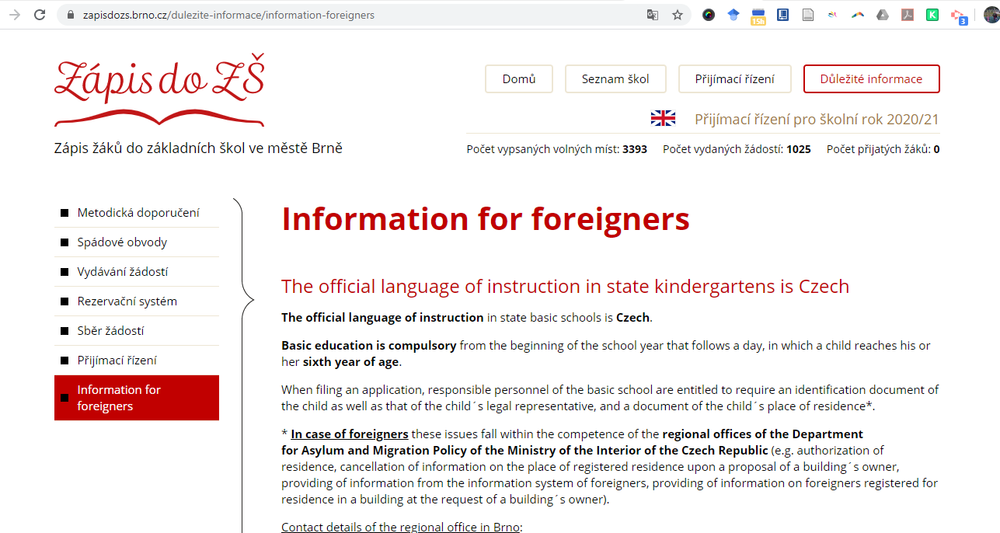 zapisdozs.brno.cz/dulezite-informace/information-foreigners
15h
K
3
Zápis do ZŠ
Domů
Seznam škol
Přijímací řízení
Důležité informace
Přijímací řízení pro školní rok 2020/21
Zápis žáků do základních škol ve městě Brně
Počet vypsaných volných míst: 3393
Počet vydaných žádostí: 1025
Počet přijatých žáků: 0
Metodická doporučení
Spádové obvody
Vydávání žádostí
Rezervační systém
Sběr žádostí
Přijímací řízení
Information for
foreigners
Information for foreigners
The official language of instruction in state kindergartens is Czech
The official language of instruction in state basic schools is Czech.
Basic education is compulsory from the beginning of the school year that follows a day, in which a child reaches his or
her sixth year of age.
When filing an application, responsible personnel of the basic school are entitled to require an identification document of
the child as well as that of the child´s legal representative, and a document of the child´s place of residence*.
* In case of foreigners these issues fall within the competence of the regional offices of the Department
for Asylum and Migration Policy of the Ministry of the Interior of the Czech Republic (e.g. authorization of
residence, cancellation of information on the place of registered residence upon a proposal of a building´s owner,
providing of information from the information system of foreigners, providing of information on foreigners registered for
residence in a building at the request of a building´s owner).
Contact details of the regional office in Brno: